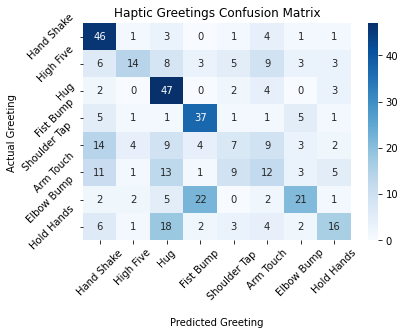 Haptic Greetings Confusion Matrix
Actual Greeting
Hand Shake 46 1 3 0 1 4 1 1
High Five 6 14 8 3 5 9 3 3
Hug 2 0 47 0 2 4 0 3
Fist Bump 5 1 1 37 1 1 5 1
Shoulder Tap 14 4 9 4 7 9 3 2
Arm Touch 11 1 13 1 9 12 3 5
Elbow Bump 2 2 5 22 0 2 21 1
Hold Hands 6 1 18 2 3 4 2 16
Hand Shake High Five Hug Fist Bump Shoulder Tap Arm Touch Elbow Bump Hold Hands
Predicted Greeting
40
30
20
10
0